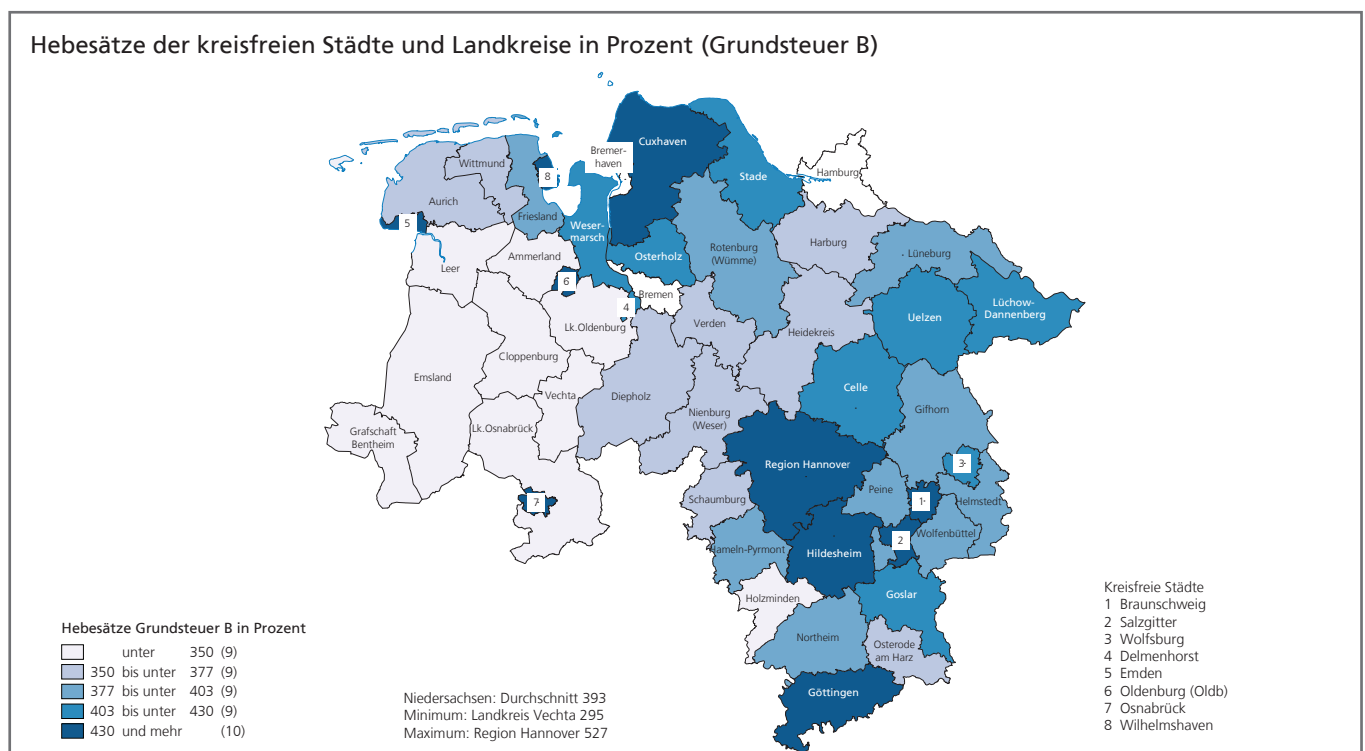 Hebesätze der kreisfreien Städte und Landkreise in Prozent (Grundsteuer B)
Cuxhaven
Bremer-
haven
Wittmund
8
Stade
Hamburg
Aurich
5
Friesland
Weser-
marsch
Harburg
Rotenburg
(Wümme)
Lüneburg
Ammerland
Osterholz
Leer
6
Bremen
4
Lüchow-
Dannenberg
Uelzen
Lk.Oldenburg
Verden
Heidekreis
Cloppenburg
Emsland
Celle
Vechta
Diepholz
Gifhorn
Nienburg
(Weser)
Grafschaft
Bentheim
Lk.Osnabrück
Region Hannover
3
Peine
Schaumburg
7
1
Helmstedt
Wolfenbüttel
2
Hameln-Pyrmont
Hildesheim
Holzminden
Goslar
Northeim
Osterode
am Harz
Göttingen
Hebesätze Grundsteuer B in Prozent
unter 350 (9)
350 bis unter 377 (9)
377 bis unter 403 (9)
403 bis unter 430 (9)
430 und mehr (10)
Niedersachsen: Durchschnitt 393
Minimum: Landkreis Vechta 295
Maximum: Region Hannover 527
Kreisfreie Städte
1 Braunschweig
2 Salzgitter
3 Wolfsburg
4 Delmenhorst
5 Emden
6 Oldenburg (Oldb)
7 Osnabrück
8 Wilhelmshaven